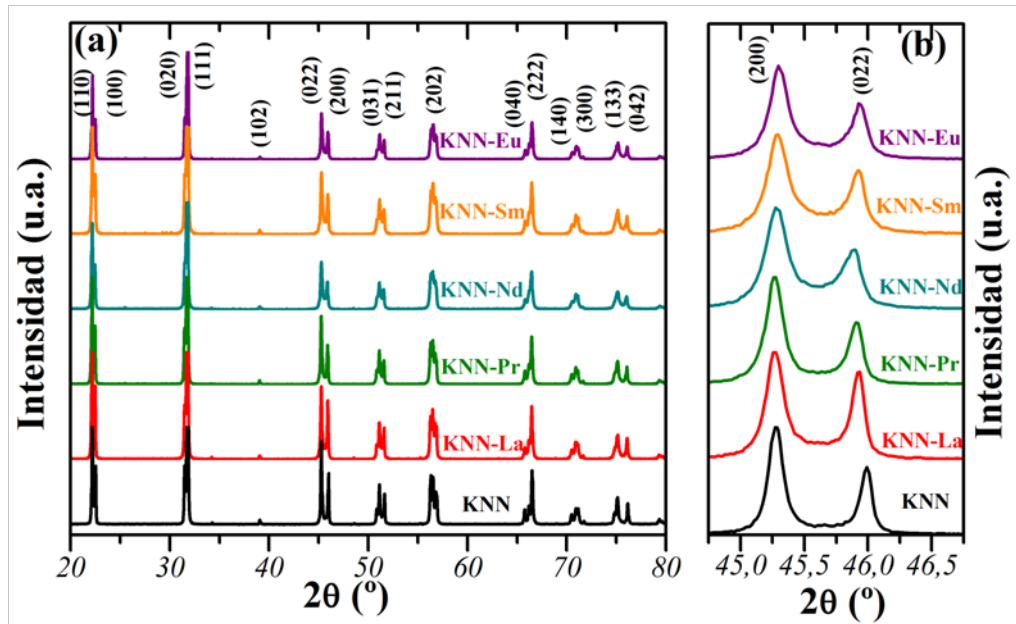 (a)
(110)
(100)
(020)
(111)
(102)
(022)
(200)
(031)
(211)
(202)
(040)
(222)
(140)
(300)
(133)
(042)
KNN-Eu
KNN-Sm
KNN-Nd
KNN-Pr
KNN-La
KNN
Intensidad (u.a.)
20 30 40 50 60 70 80
2θ (º)
(b)
(200)
(022)
KNN-Eu
KNN-Sm
KNN-Nd
KNN-Pr
KNN-La
KNN
Intensidad (u.a.)
45,0 45,5 46,0 46,5
2θ (º)